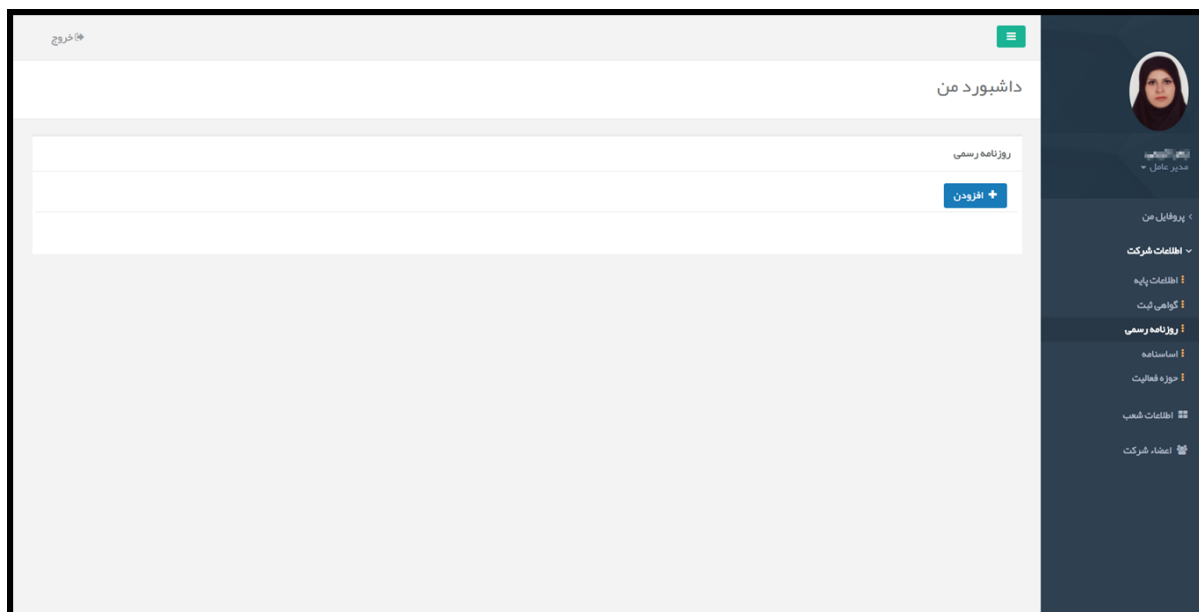 خروج
داشبورد من
روزنامه رسمی
افزودن
مدیر عامل
پروفایل من
اطلاعات شرکت
اطلاعات پایه
گواهی ثبت
روزنامه رسمی
اساسنامه
حوزه فعالیت
اطلاعات شعب
اعضاء شرکت